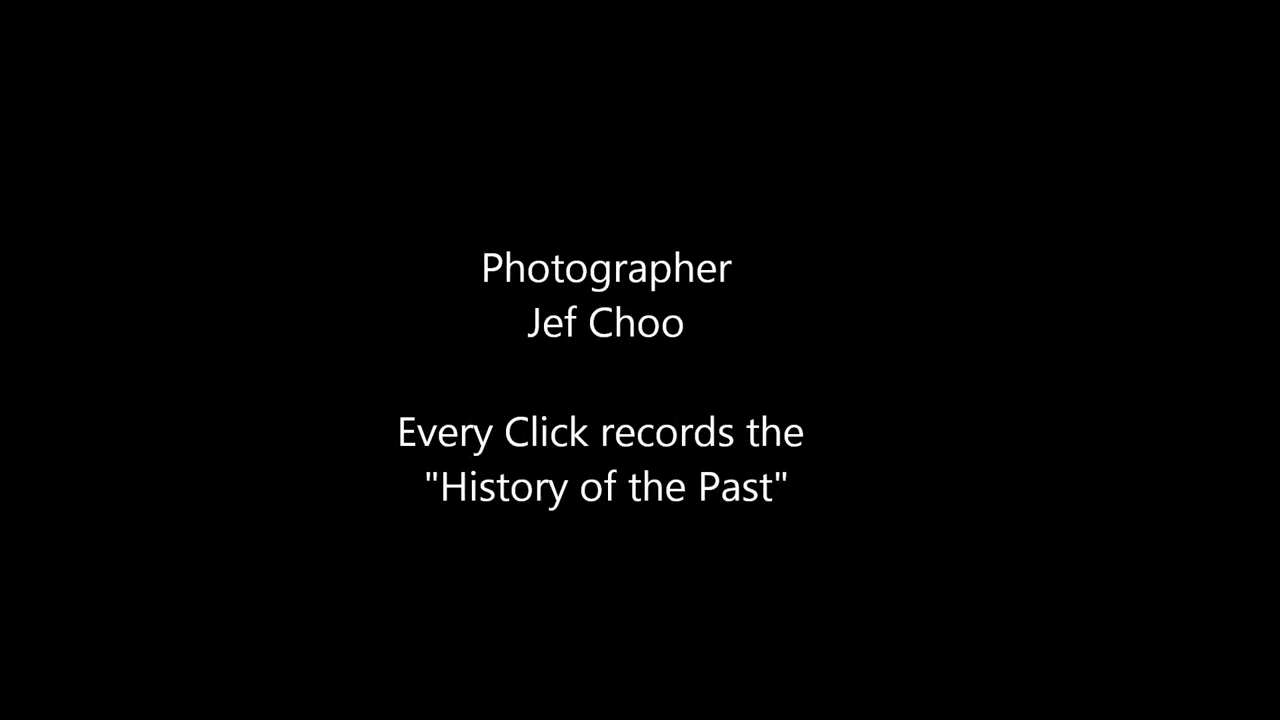 Photographer
Jef Choo
Every Click records the
"History of the Past"